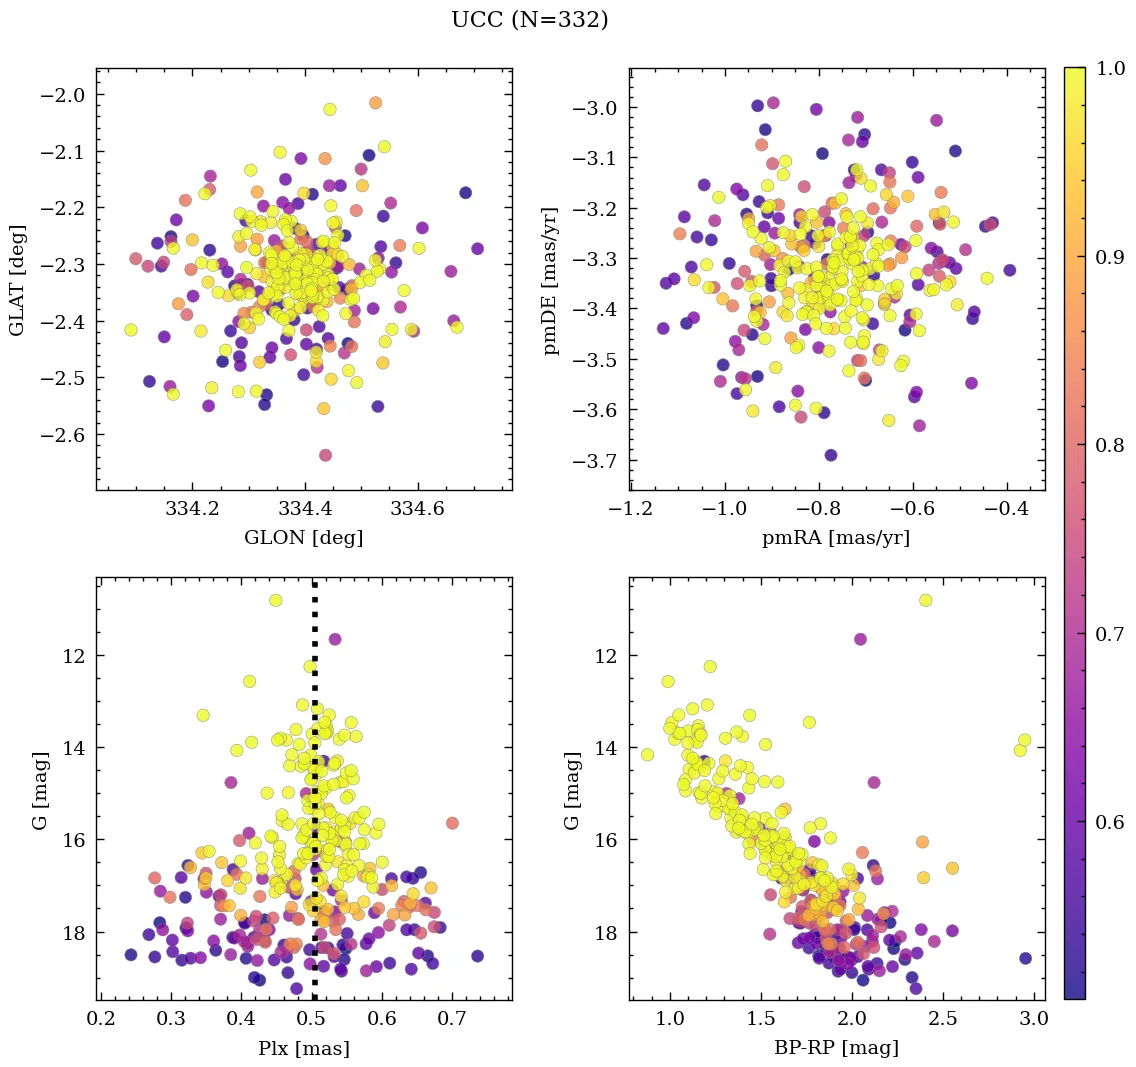 UCC (N=332)
−2.0
−2.1
−2.2
−2.3
−2.4
−2.5
−2.6
GLAT [deg]
334.2 334.4 334.6
GLON [deg]
−3.0
−3.1
−3.2
−3.3
−3.4
−3.5
−3.6
−3.7
pmDE [mas/yr]
−1.2 −1.0 −0.8 −0.6 −0.4
pmRA [mas/yr]
1.0
0.9
0.8
0.7
0.6
12
14
16
18
G [mag]
0.2 0.3 0.4 0.5 0.6 0.7
Plx [mas]
12
14
16
18
G [mag]
1.0 1.5 2.0 2.5 3.0
BP-RP [mag]